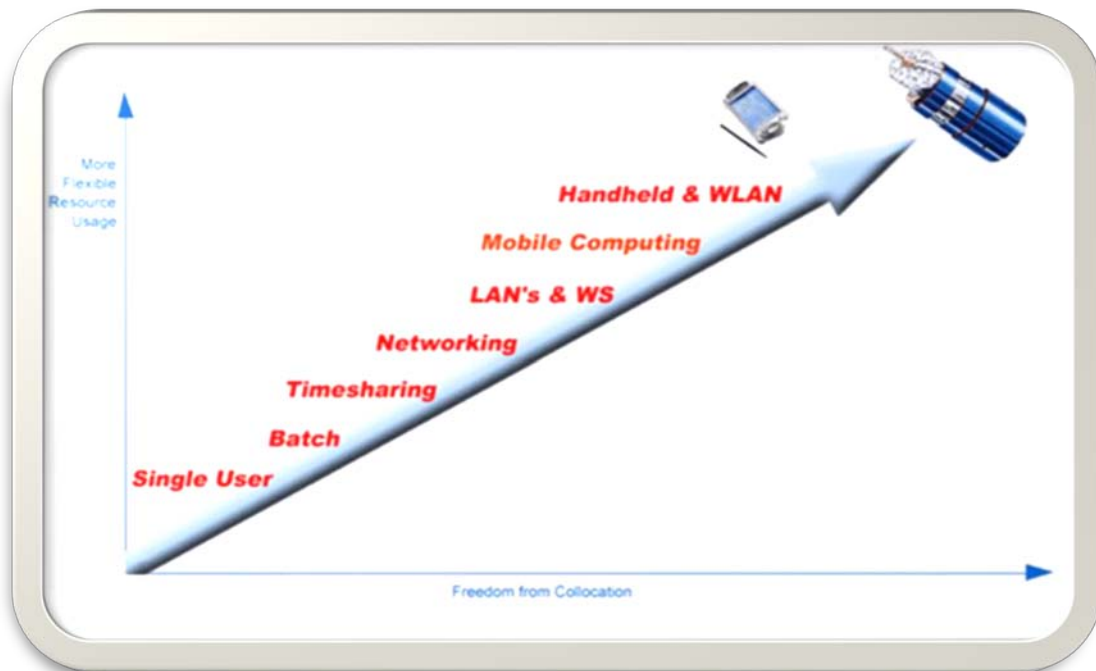 More
Flexible
Resource
Usage
Handheld & WLAN
Mobile Computing
LAN's & WS
Networking
Timesharing
Batch
Single User
Freedom from Collocation